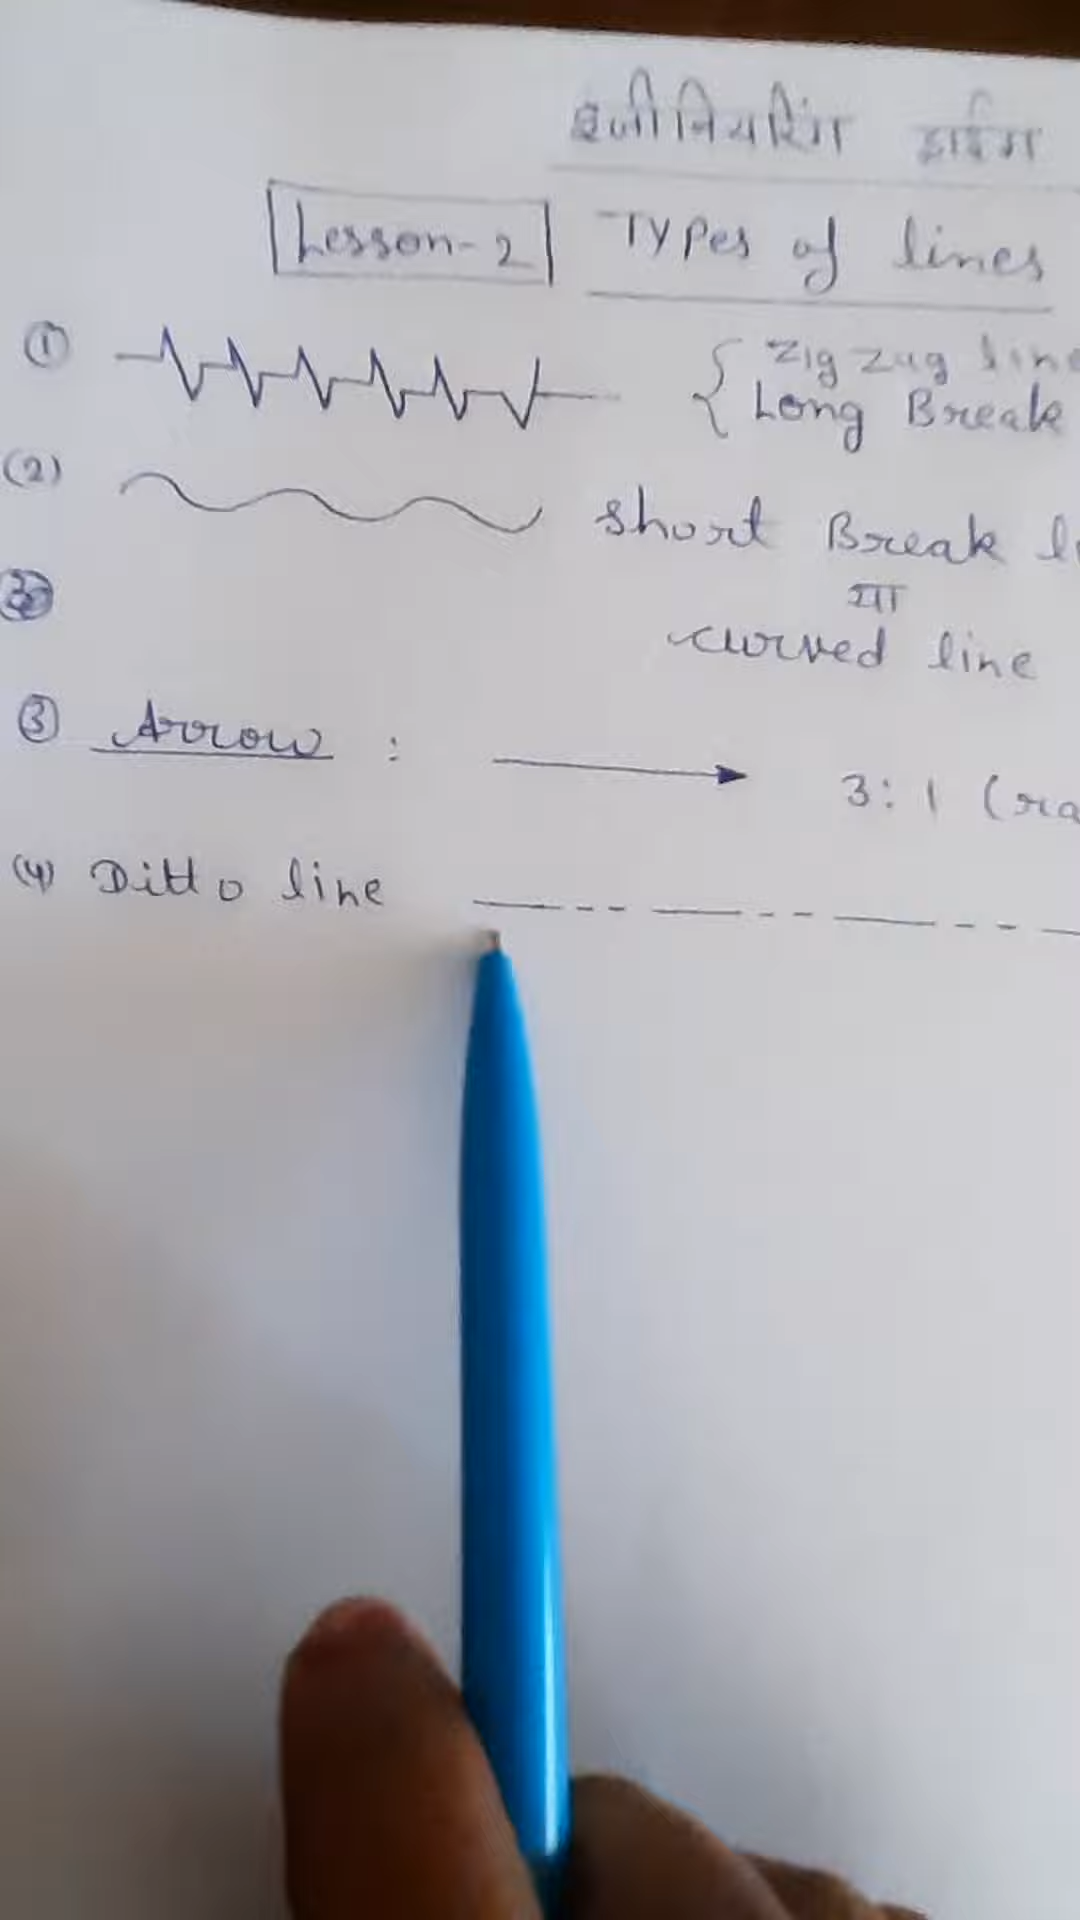 इंजीनियरिंग ड्राईंग
Lesson-2 Types of lines
① { Zig Zag line
Long Break
(2) Short Break
या
curved line
③ Arrow : 3:1
(4) Ditto line